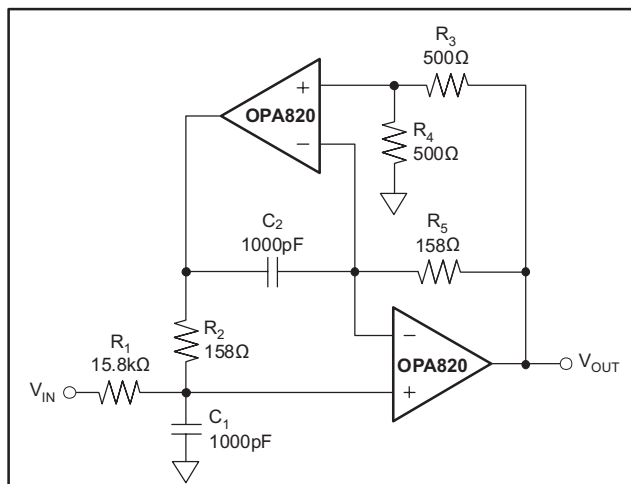 R3
500Ω
+
OPA820
−
R4
500Ω
C2
1000pF
R5
158Ω
R1
15.8kΩ
R2
158Ω
−
OPA820
+
VIN
VOUT
C1
1000pF